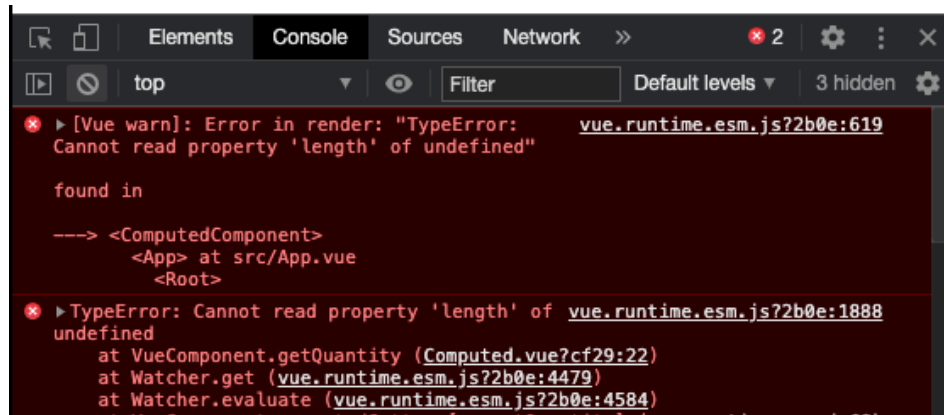 Elements Console Sources Network » 2
top Filter Default levels ▼ 3 hidden
▶[Vue warn]: Error in render: "TypeError: vue.runtime.esm.js?2b0e:619
Cannot read property 'length' of undefined"
found in
---> <ComputedComponent>
<App> at src/App.vue
<Root>
▶TypeError: Cannot read property 'length' of vue.runtime.esm.js?2b0e:1888
undefined
at VueComponent.getQuantity (Computed.vue?cf29:22)
at Watcher.get (vue.runtime.esm.js?2b0e:4479)
at Watcher.evaluate (vue.runtime.esm.js?2b0e:4584)